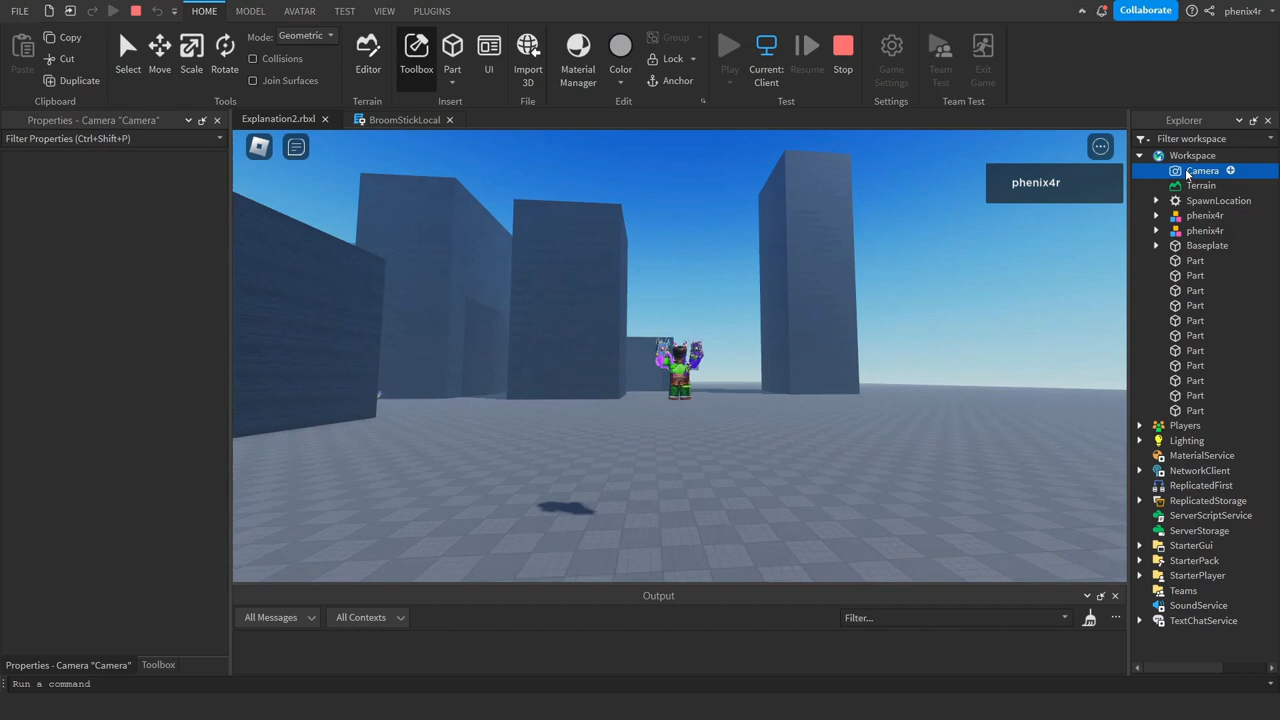 FILE HOME MODEL AVATAR TEST VIEW PLUGINS Collaborate phenix4r
Paste Copy Cut Duplicate
Clipboard
Select Move Scale Rotate Mode: Geometric Collisions Join Surfaces
Tools
Editor
Terrain
Toolbox Part UI
Insert
Import 3D
File
Material Manager Color Group Lock Anchor
Edit
Play Current: Client Resume Stop
Test
Game Settings
Settings
Team Test Exit Game
Team Test
Properties - Camera "Camera"
Filter Properties (Ctrl+Shift+P)
Explanation2.rbxl BroomStickLocal
phenix4r
Output
All Messages All Contexts Filter...
Properties - Camera "Camera" Toolbox
Run a command
Explorer
Filter workspace
Workspace
Camera
Terrain
SpawnLocation
phenix4r
phenix4r
Baseplate
Part
Part
Part
Part
Part
Part
Part
Part
Part
Part
Part
Players
Lighting
MaterialService
NetworkClient
ReplicatedFirst
ReplicatedStorage
ServerScriptService
ServerStorage
StarterGui
StarterPack
StarterPlayer
Teams
SoundService
TextChatService